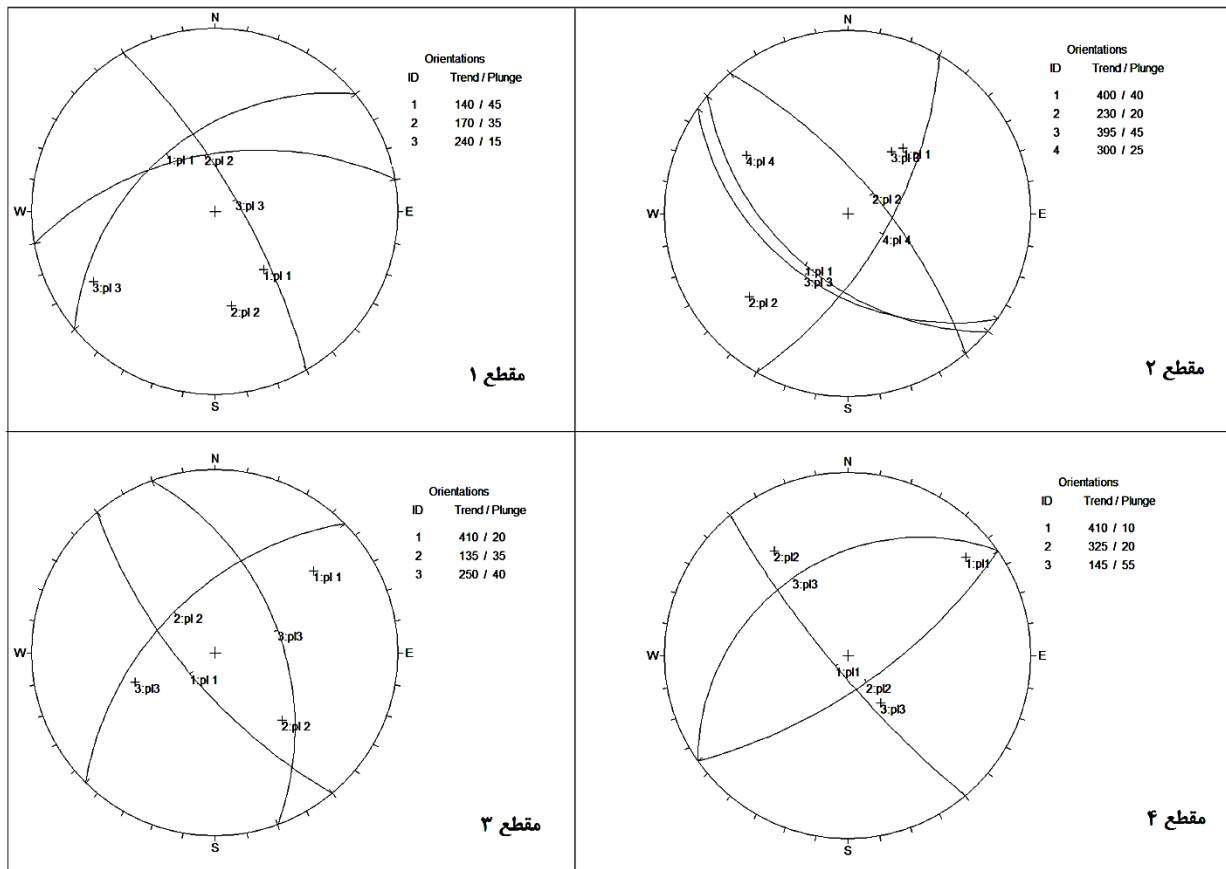 N
W
E
S
1:pl 1
2:pl 2
3:pl 3
1:pl 1
2:pl 2
3:pl 3
Orientations
ID Trend / Plunge
1 140 / 45
2 170 / 35
3 240 / 15
مقطع ۱
N
W
E
S
4:pl 4
2:pl 2
4:pl 4
1:pl 1
3:pl 3
2:pl 2
Orientations
ID Trend / Plunge
1 400 / 40
2 230 / 20
3 395 / 45
4 300 / 25
مقطع ۲
N
W
E
S
1:pl 1
2:pl 2
3:pl3
1:pl 1
3:pl3
2:pl 2
Orientations
ID Trend / Plunge
1 410 / 20
2 135 / 35
3 250 / 40
مقطع ۳
N
W
E
S
2:pl2
1:pl1
3:pl3
1:pl1
2:pl2
3:pl3
Orientations
ID Trend / Plunge
1 410 / 10
2 325 / 20
3 145 / 55
مقطع ۴